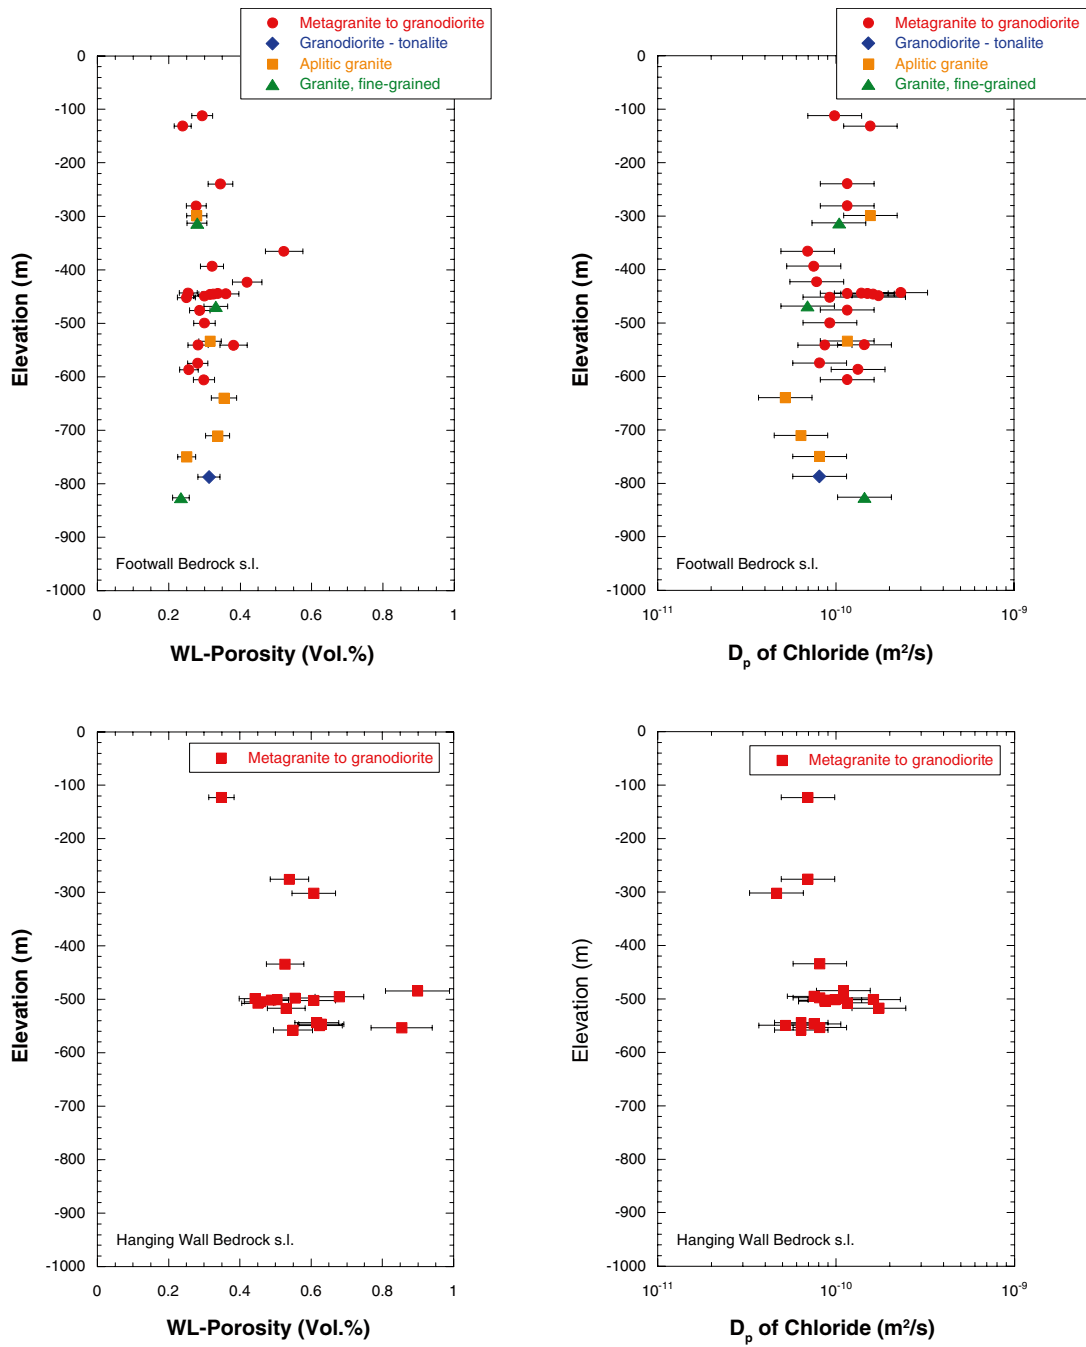 Metagranite to granodiorite
Granodiorite - tonalite
Aplitic granite
Granite, fine-grained
0
-100
-200
-300
-400
-500
-600
-700
-800
-900
-1000
Elevation (m)
Footwall Bedrock s.l.
0 0.2 0.4 0.6 0.8 1
WL-Porosity (Vol.%)
Metagranite to granodiorite
Granodiorite - tonalite
Aplitic granite
Granite, fine-grained
0
-100
-200
-300
-400
-500
-600
-700
-800
-900
-1000
Elevation (m)
Footwall Bedrock s.l.
10⁻¹¹ 10⁻¹⁰ 10⁻⁹
Dₚ of Chloride (m²/s)
Metagranite to granodiorite
0
-100
-200
-300
-400
-500
-600
-700
-800
-900
-1000
Elevation (m)
Hanging Wall Bedrock s.l.
0 0.2 0.4 0.6 0.8 1
WL-Porosity (Vol.%)
Metagranite to granodiorite
0
-100
-200
-300
-400
-500
-600
-700
-800
-900
-1000
Elevation (m)
Hanging Wall Bedrock s.l.
10⁻¹¹ 10⁻¹⁰ 10⁻⁹
Dₚ of Chloride (m²/s)